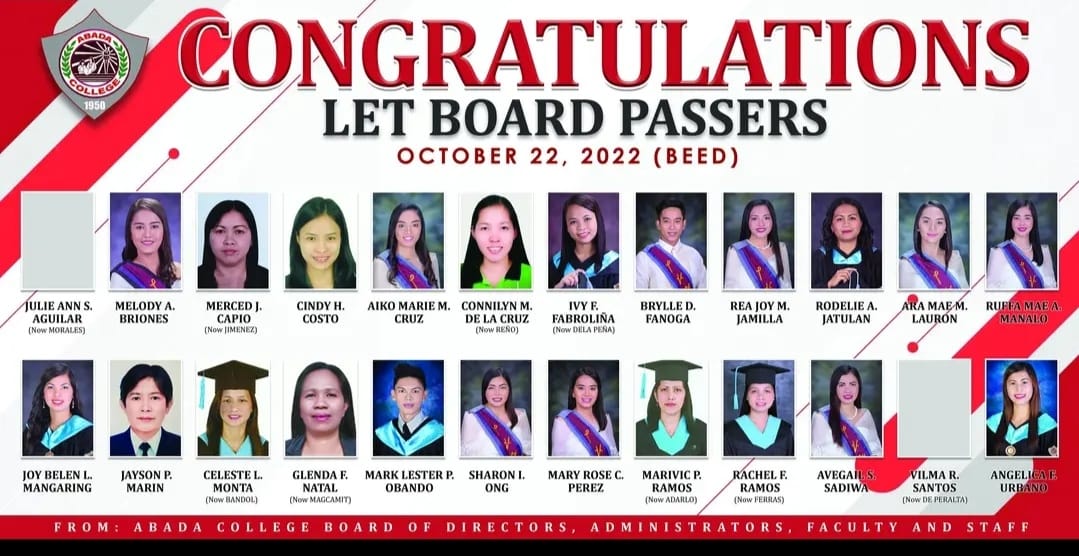 ABADA
COLLEGE
1950
CONGRATULATIONS
LET BOARD PASSERS
OCTOBER 22, 2022 (BEED)
JULIE ANN S.
AGUILAR
(Now MORALES)
MELODY A.
BRIONES
MERCED J.
CAPIO
(Now JIMENEZ)
CINDY H.
COSTO
AIKO MARIE M.
CRUZ
CONNILYN M.
DE LA CRUZ
(Now REÑO)
IVY F.
FABROLIÑA
(Now DELA PEÑA)
BRYLLE D.
FANOGA
REA JOY M.
JAMILLA
RODELIE A.
JATULAN
ARA MAE M.
LAURÓN
RUFFA MAE A.
MANALO
JOY BELEN L.
MANGARING
JAYSON P.
MARIN
CELESTE L.
MONTA
(Now BANDOL)
GLENDA F.
NATAL
(Now MAGCAMIT)
MARK LESTER P.
OBANDO
SHARON I.
ONG
MARY ROSE C.
PEREZ
MARIVIC P.
RAMOS
(Now ADARLO)
RACHEL F.
RAMOS
(Now FERRAS)
AVEGAIL S.
SADIWA
VILMA R.
SANTOS
(Now DE PERALTA)
ANGELICA F.
URBANO
FROM: ABADA COLLEGE BOARD OF DIRECTORS, ADMINISTRATORS, FACULTY AND STAFF